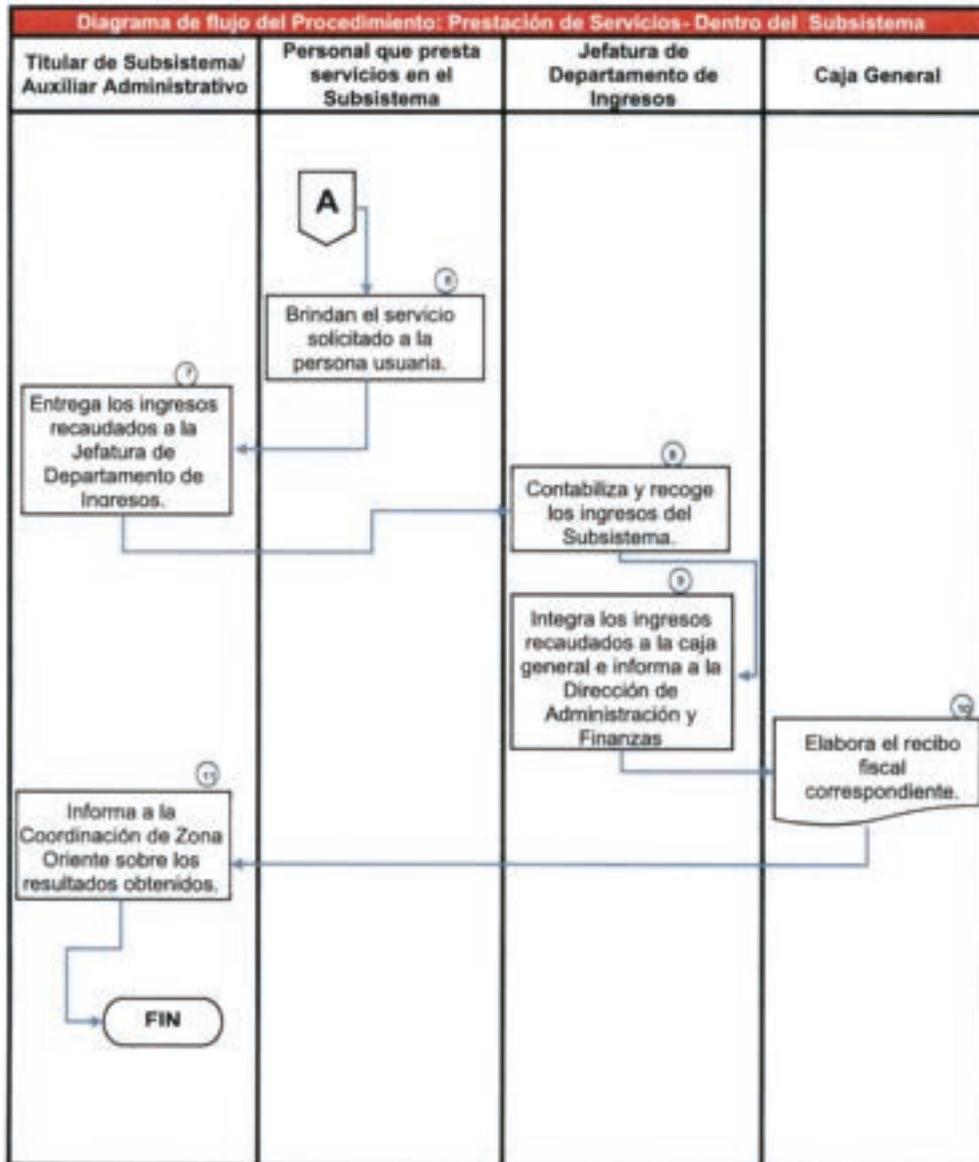 Diagrama de flujo del Procedimiento: Prestación de Servicios- Dentro del Subsistema
Titular de Subsistema/
Auxiliar Administrativo
Personal que presta
servicios en el
Subsistema
Jefatura de
Departamento de
Ingresos
Caja General
A
Brindan el servicio
solicitado a la
persona usuaria.
7
Entrega los ingresos
recaudados a la
Jefatura de
Departamento de
Ingresos.
8
Contabiliza y recoge
los ingresos del
Subsistema.
9
Integra los ingresos
recaudados a la caja
general e informa a la
Dirección de
Administración y
Finanzas
10
Elabora el recibo
fiscal
correspondiente.
11
Informa a la
Coordinación de Zona
Oriente sobre los
resultados obtenidos.
FIN